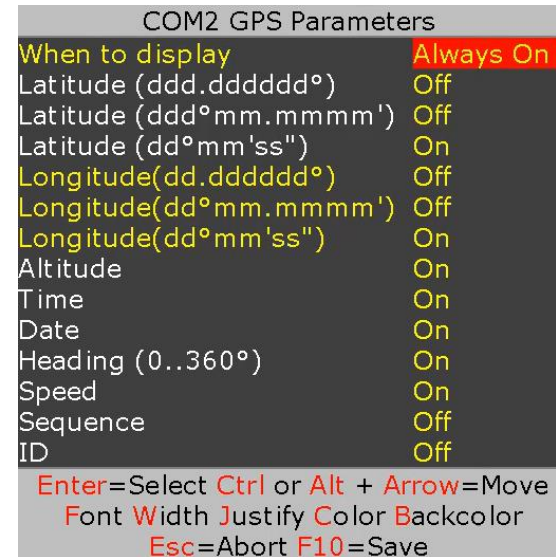 COM2 GPS Parameters
When to display Always On
Latitude (ddd.dddddd°) Off
Latitude (ddd°mm.mmmm') Off
Latitude (dd°mm'ss") On
Longitude(dd.dddddd°) Off
Longitude(dd°mm.mmmm') Off
Longitude(dd°mm'ss") On
Altitude On
Time On
Date On
Heading (0..360°) On
Speed On
Sequence Off
ID Off
Enter=Select Ctrl or Alt + Arrow=Move
Font Width Justify Color Backcolor
Esc=Abort F10=Save